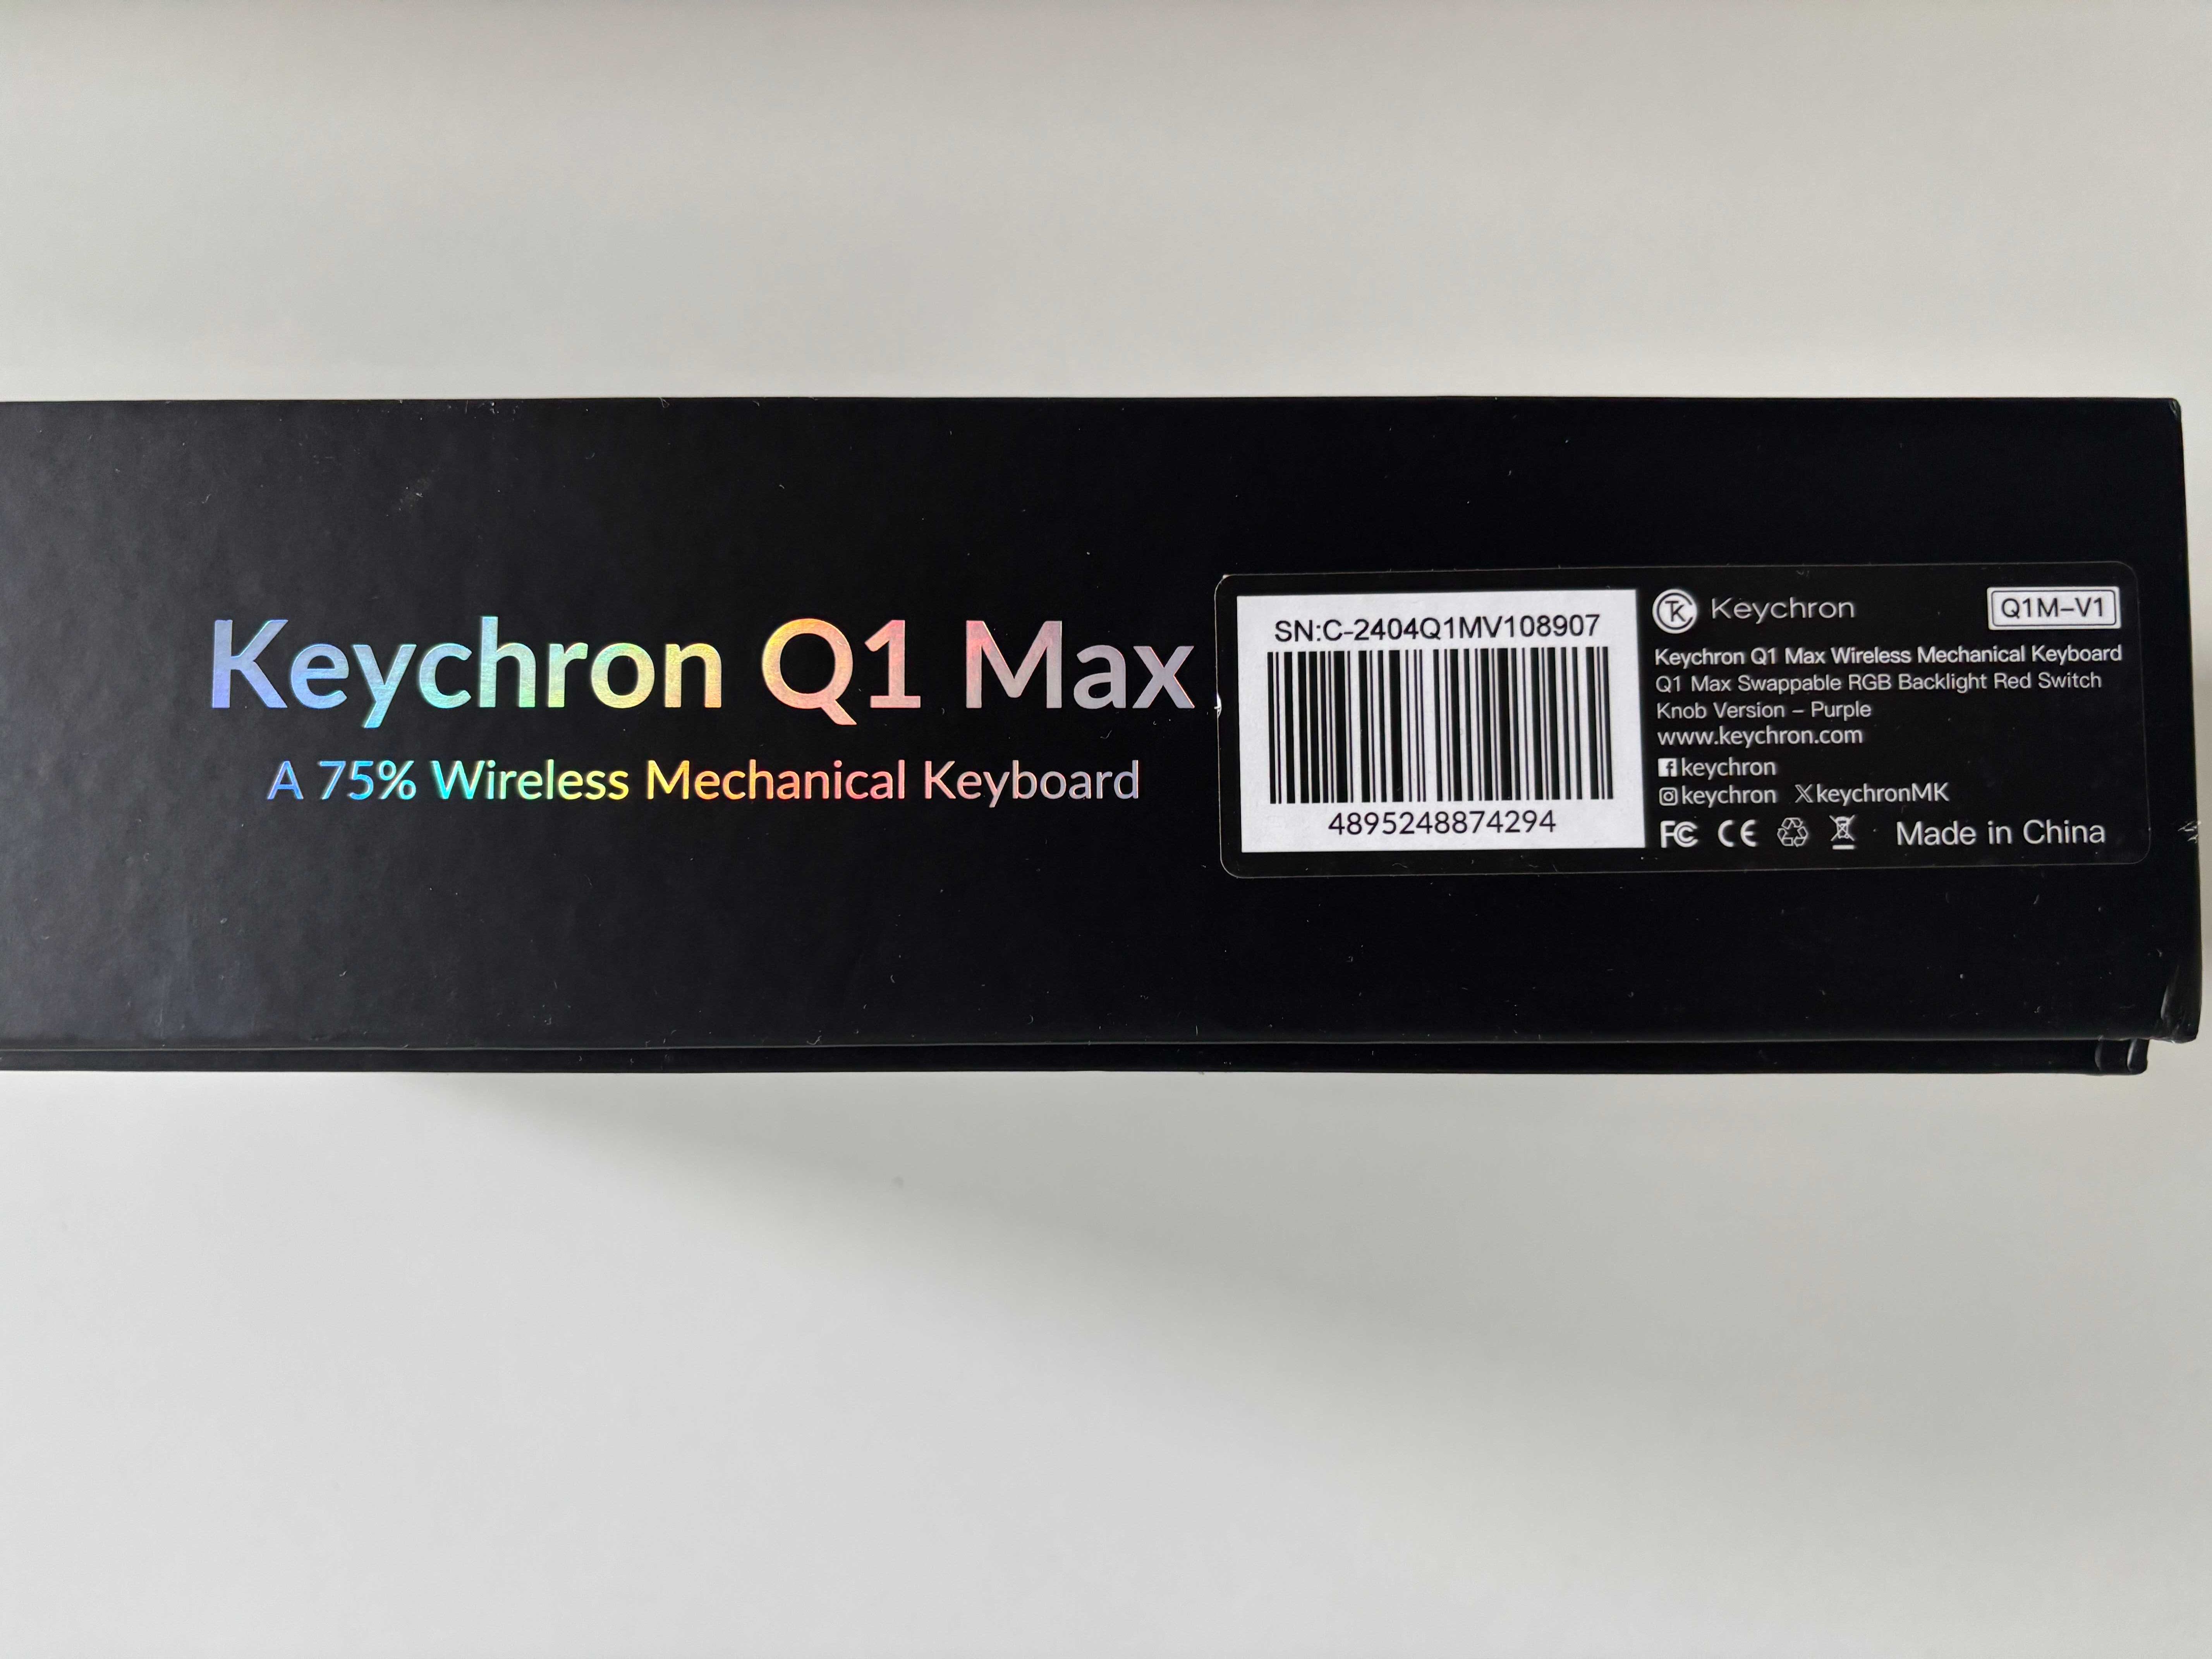 Keychron Q1 Max
A 75% Wireless Mechanical Keyboard
SN:C-2404Q1MV108907
4895248874294
Keychron
Q1M-V1
Keychron Q1 Max Wireless Mechanical Keyboard
Q1 Max Swappable RGB Backlight Red Switch
Knob Version – Purple
www.keychron.com
keychron
keychron XkeychronMK
FC CE Made in China